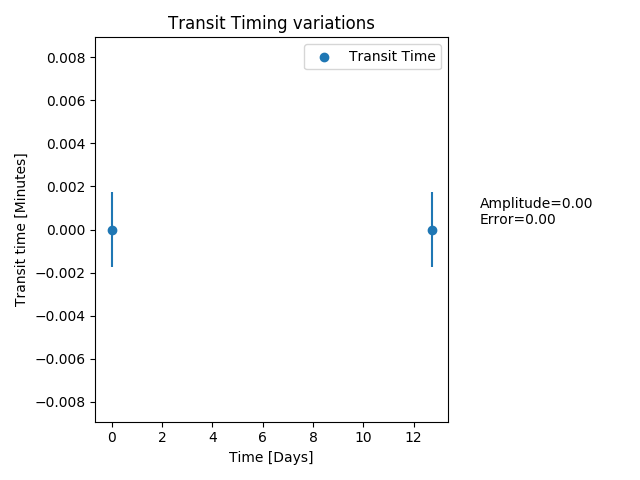 Transit Timing variations
Transit Time
0.008
0.006
0.004
0.002
0.000
−0.002
−0.004
−0.006
−0.008
Transit time [Minutes]
Amplitude=0.00
Error=0.00
0 2 4 6 8 10 12
Time [Days]